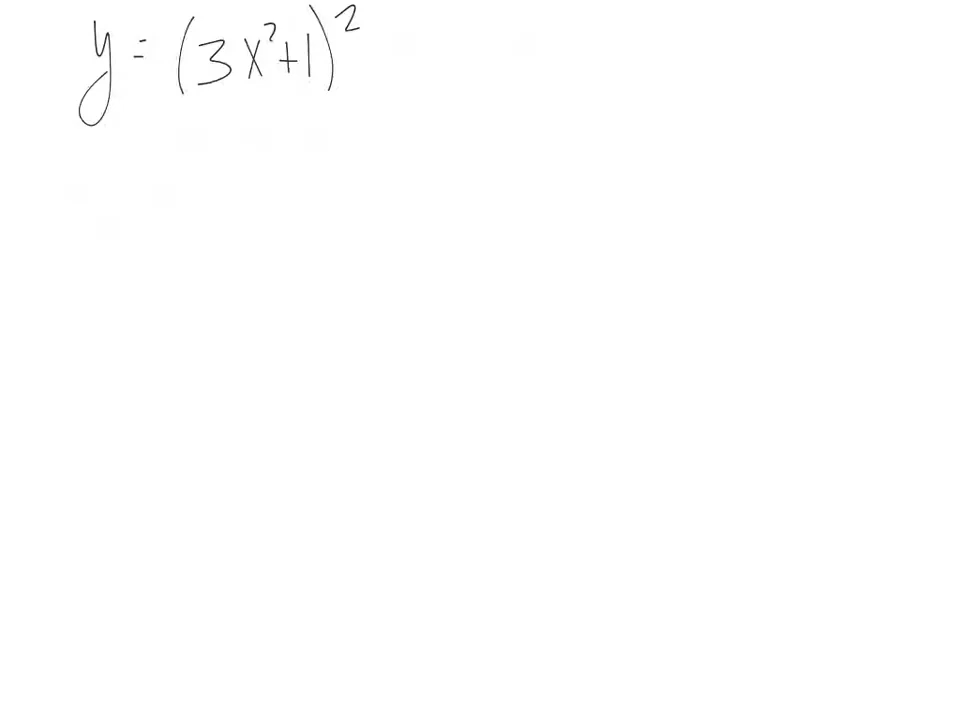 y = (3x²+1)²